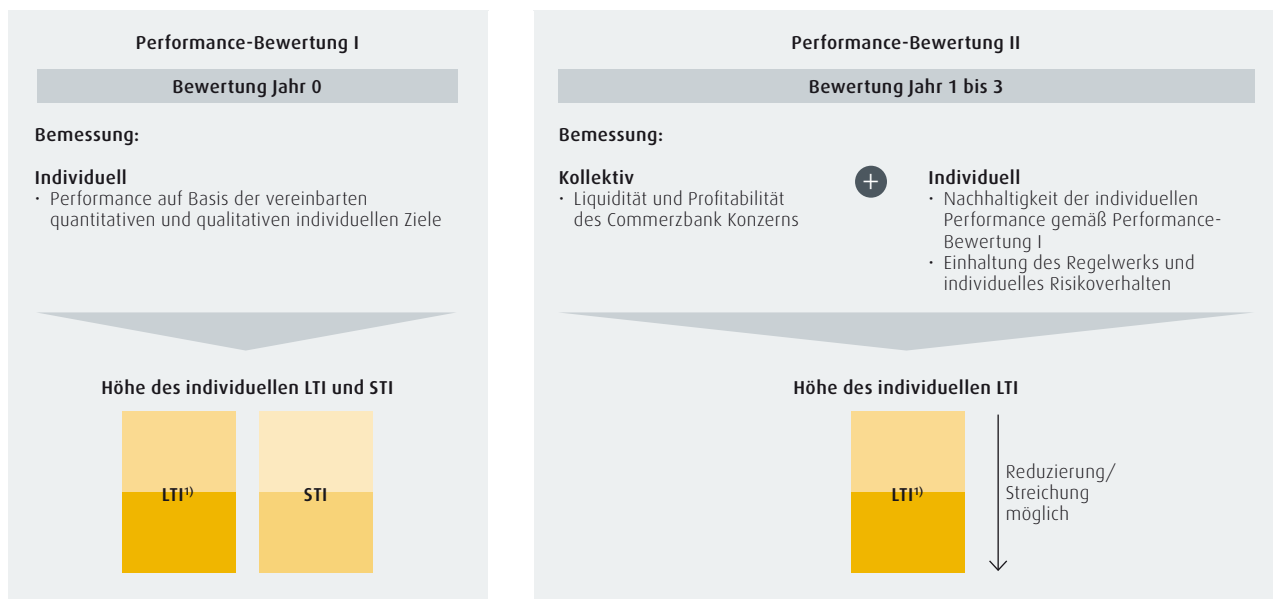 Performance-Bewertung I
Bewertung Jahr 0
Bemessung:
Individuell
· Performance auf Basis der vereinbarten
quantitativen und qualitativen individuellen Ziele
Höhe des individuellen LTI und STI
LTI¹⁾
STI
Performance-Bewertung II
Bewertung Jahr 1 bis 3
Bemessung:
Kollektiv
· Liquidität und Profitabilität
des Commerzbank Konzerns
+
Individuell
· Nachhaltigkeit der individuellen
Performance gemäß Performance-
Bewertung I
· Einhaltung des Regelwerks und
individuelles Risikoverhalten
Höhe des individuellen LTI
LTI¹⁾
Reduzierung/
Streichung
möglich